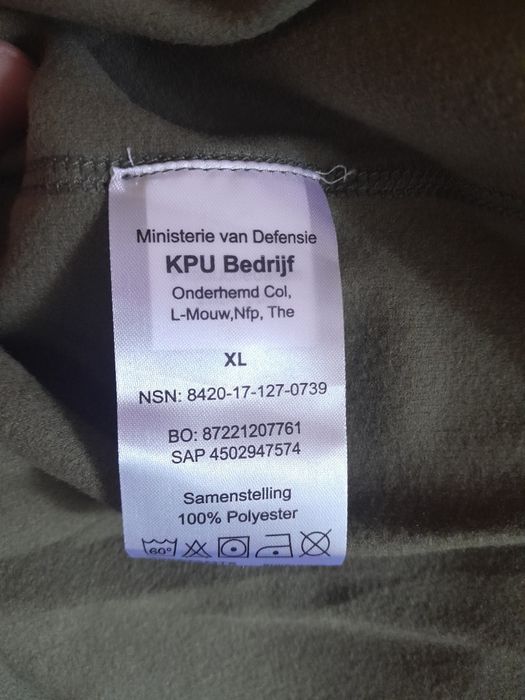 Ministerie van Defensie
KPU Bedrijf
Onderhemd Col,
L-Mouw,Nfp, The
XL
NSN: 8420-17-127-0739
BO: 87221207761
SAP 4502947574
Samenstelling
100% Polyester
60°